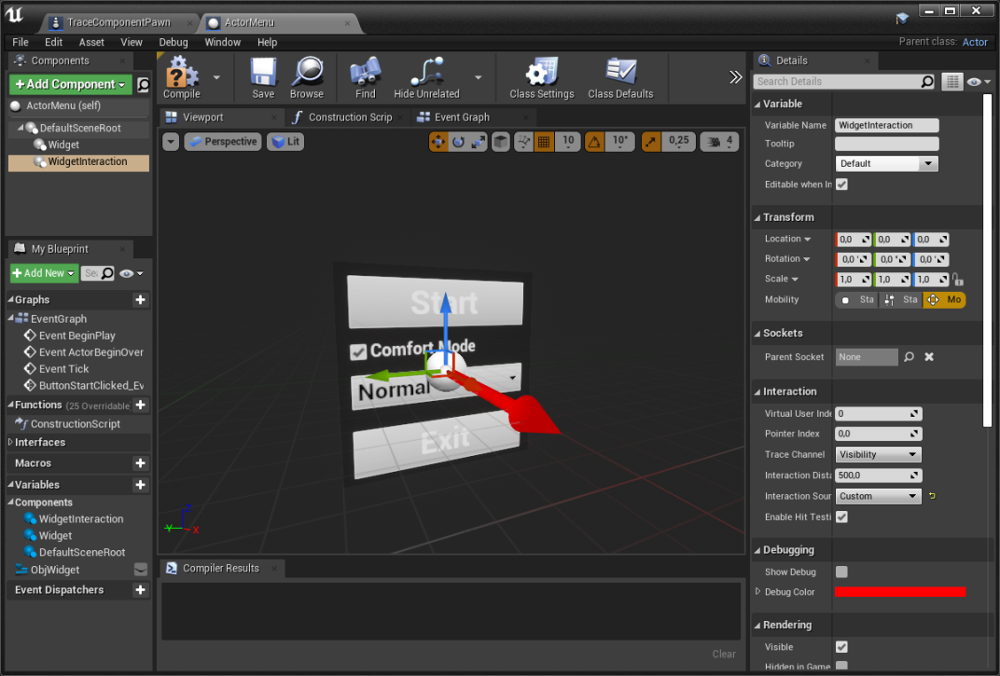 TraceComponentPawn
ActorMenu
File Edit Asset View Debug Window Help
Parent class: Actor
Components
+Add Component
ActorMenu (self)
DefaultSceneRoot
Widget
WidgetInteraction
Compile
Save
Browse
Find
Hide Unrelated
Class Settings
Class Defaults
Viewport
Construction Scrip
Event Graph
Perspective
Lit
10
10°
0,25
4
Start
Comfort Mode
Normal
Exit
Z
Y
X
My Blueprint
+Add New
Graphs
EventGraph
Event BeginPlay
Event ActorBeginOver
Event Tick
ButtonStartClicked_Ev
Functions (25 Overridable
ConstructionScript
Interfaces
Macros
Variables
Components
WidgetInteraction
Widget
DefaultSceneRoot
ObjWidget
Event Dispatchers
Compiler Results
Clear
Details
Search Details
Variable
Variable Name WidgetInteraction
Tooltip
Category Default
Editable when In
Transform
Location 0,0 0,0 0,0
Rotation 0,0 ° 0,0 ° 0,0 °
Scale 1,0 1,0 1,0
Mobility Sta Sta Mo
Sockets
Parent Socket None
Interaction
Virtual User Inde 0
Pointer Index 0,0
Trace Channel Visibility
Interaction Dista 500,0
Interaction Sour Custom
Enable Hit Testi
Debugging
Show Debug
Debug Color
Rendering
Visible
Hidden in Game